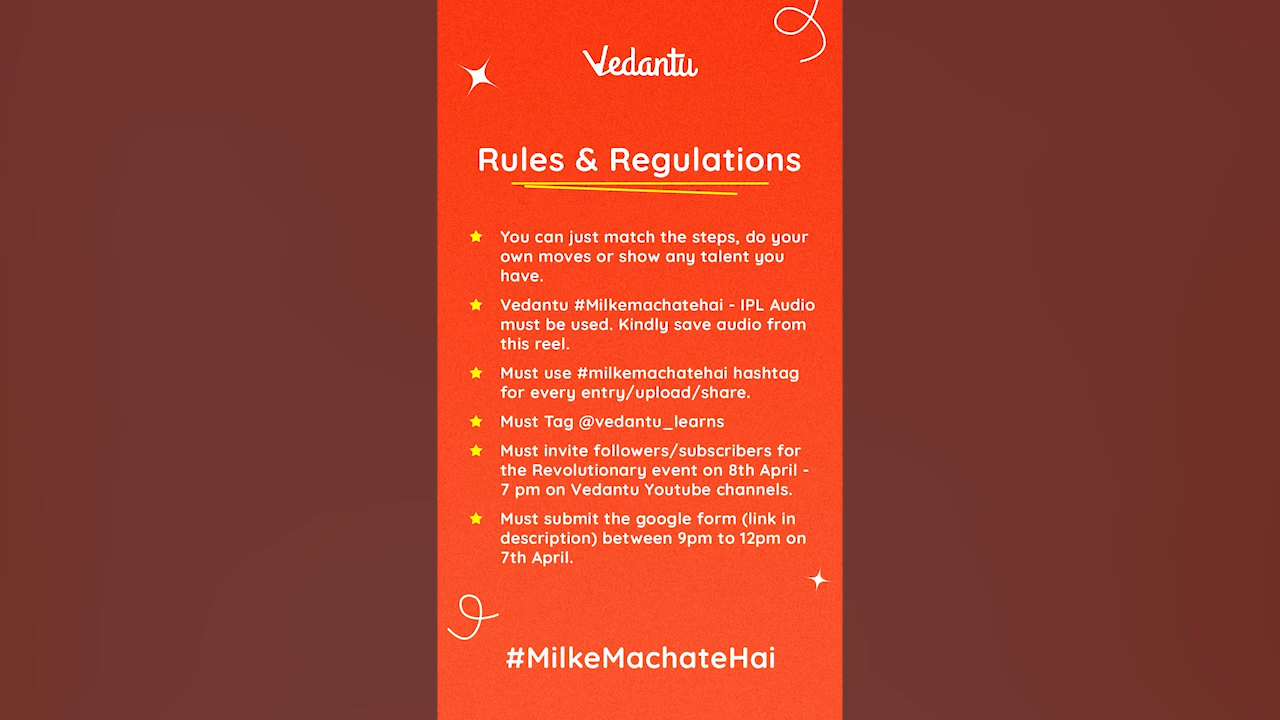 Vedantu
Rules & Regulations
You can just match the steps, do your
own moves or show any talent you
have.
Vedantu #Milkemachatehai - IPL Audio
must be used. Kindly save audio from
this reel.
Must use #milkemachatehai hashtag
for every entry/upload/share.
Must Tag @vedantu_learns
Must invite followers/subscribers for
the Revolutionary event on 8th April -
7 pm on Vedantu Youtube channels.
Must submit the google form (link in
description) between 9pm to 12pm on
7th April.
#MilkeMachateHai